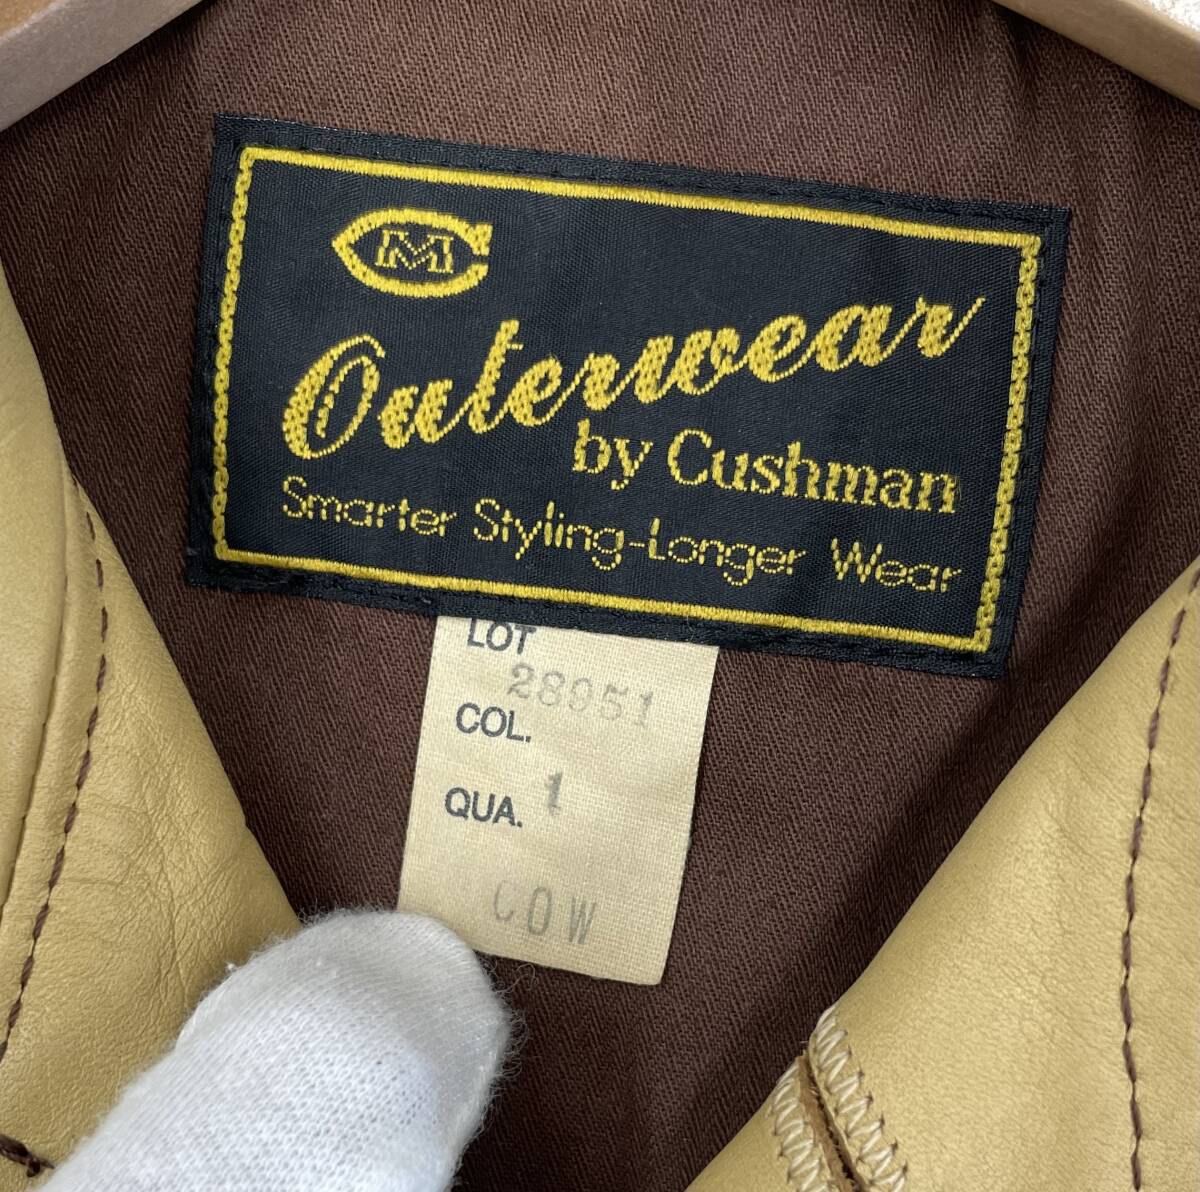 CM
Outerwear
by Cushman
Smarter Styling-Longer Wear
LOT
28951
COL.
QUA. 1
COW